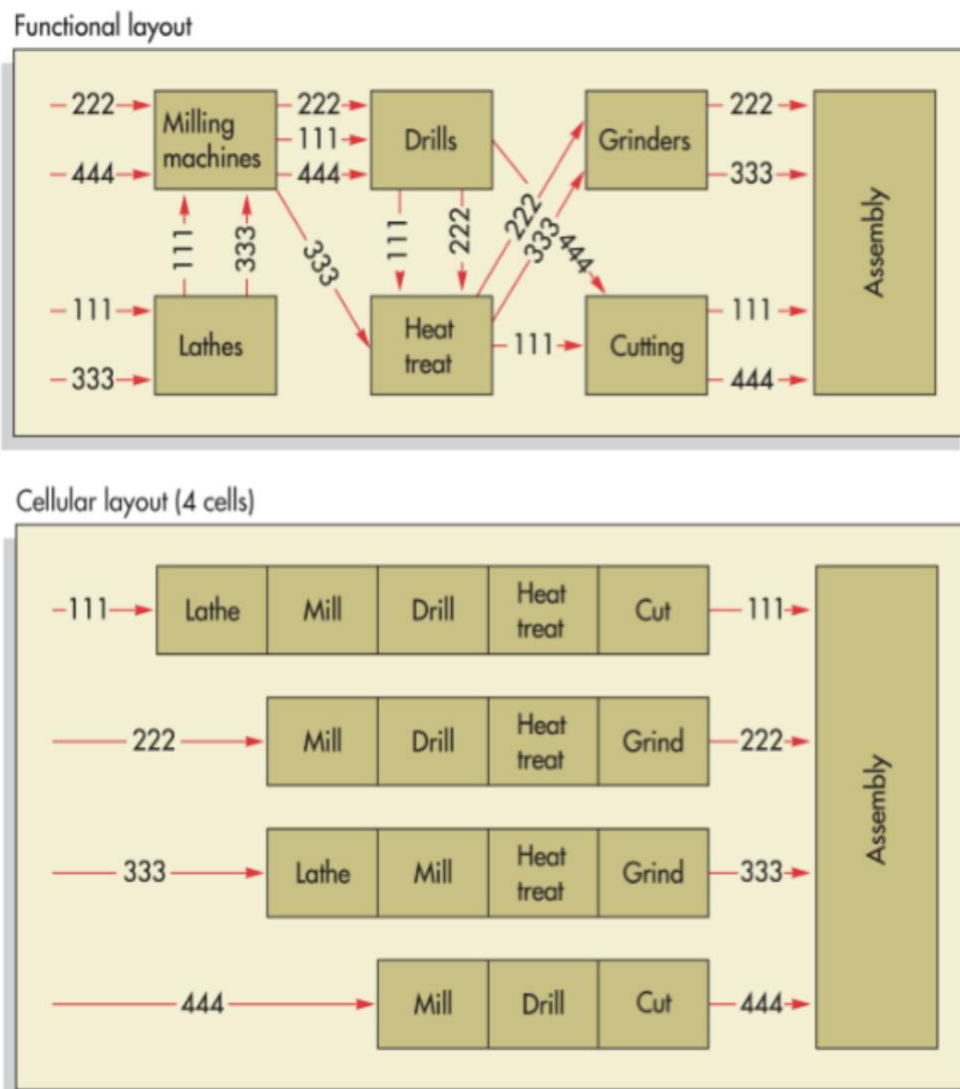 Functional layout
222
Milling
machines
222
111
444
Drills
Grinders
222
333
444
111
333
333
111
222
222
333
444
Assembly
111
333
Lathes
Heat
treat
111
Cutting
111
444
Cellular layout (4 cells)
111
Lathe
Mill
Drill
Heat
treat
Cut
111
222
Mill
Drill
Heat
treat
Grind
222
Assembly
333
Lathe
Mill
Heat
treat
Grind
333
444
Mill
Drill
Cut
444